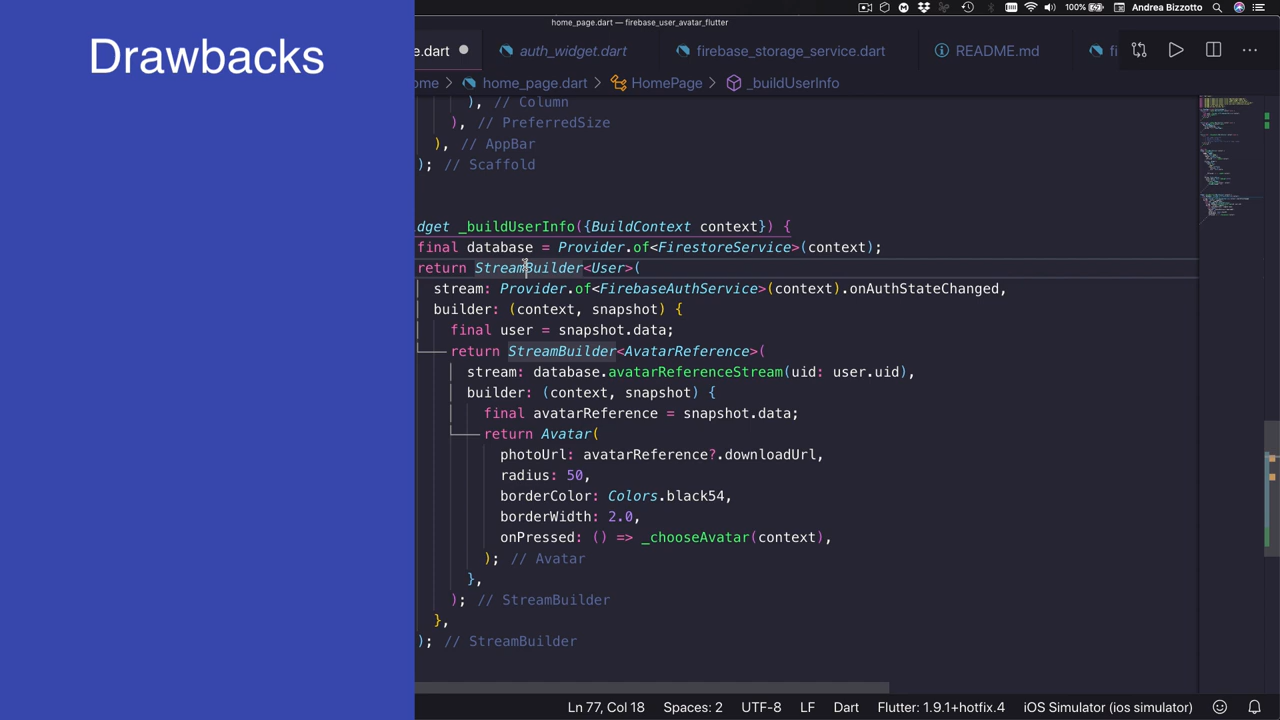 Drawbacks
100%
Andrea Bizzotto
home_page.dart — firebase_user_avatar_flutter
e.dart
auth_widget.dart
firebase_storage_service.dart
README.md
fi
ome > home_page.dart > HomePage > _buildUserInfo
), // Column
), // PreferredSize
), // AppBar
); // Scaffold
dget _buildUserInfo({BuildContext context}) {
final database = Provider.of<FirestoreService>(context);
return StreamBuilder<User>(
stream: Provider.of<FirebaseAuthService>(context).onAuthStateChanged,
builder: (context, snapshot) {
final user = snapshot.data;
return StreamBuilder<AvatarReference>(
stream: database.avatarReferenceStream(uid: user.uid),
builder: (context, snapshot) {
final avatarReference = snapshot.data;
return Avatar(
photoUrl: avatarReference?.downloadUrl,
radius: 50,
borderColor: Colors.black54,
borderWidth: 2.0,
onPressed: () => _chooseAvatar(context),
); // Avatar
},
); // StreamBuilder
},
); // StreamBuilder
Ln 77, Col 18 Spaces: 2 UTF-8 LF Dart Flutter: 1.9.1+hotfix.4 iOS Simulator (ios simulator)